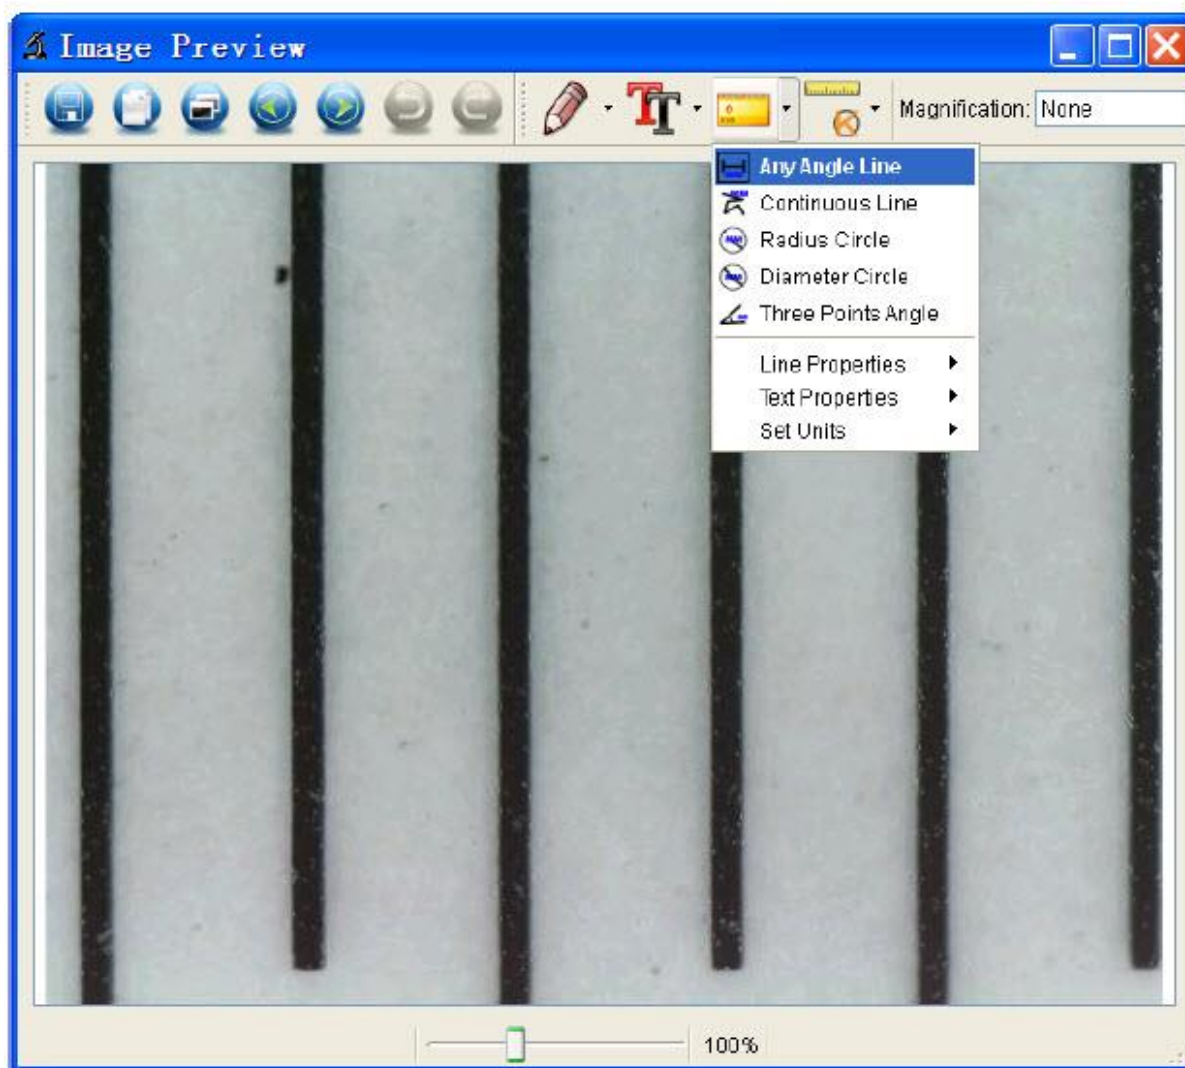 Image Preview
Magnification: None
Any Angle Line
Continuous Line
Radius Circle
Diameter Circle
Three Points Angle
Line Properties
Text Properties
Set Units
100%